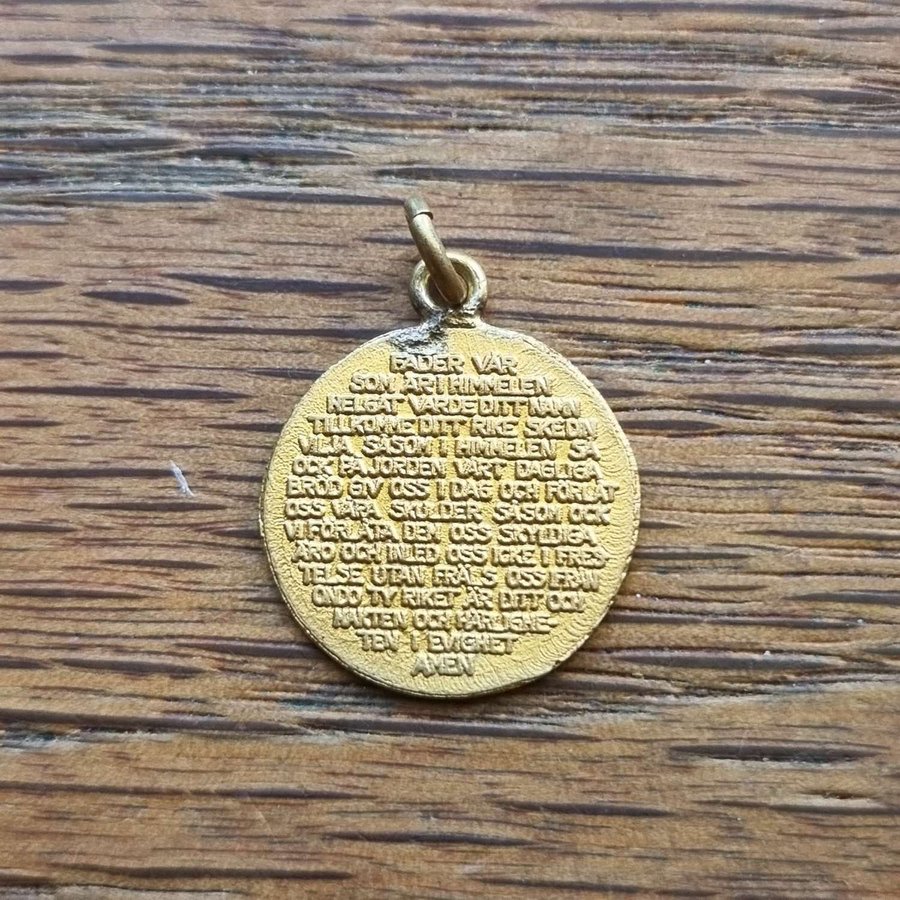 FADER VÅR
SOM ÄR I HIMMELEN
HELGAT VARDE DITT NAMN
TILLKOMME DITT RIKE SKE DIN
VILJA SÅSOM I HIMMELEN SÅ
OCK PÅ JORDEN VÅRT DAGLIGA
BRÖD GIV OSS I DAG OCH FÖRLÅT
OSS VÅRA SKULDER SÅSOM OCK
VI FÖRLÅTA DEM OSS SKYLDIGA
ÄRO OCH INLED OSS ICKE I FRES
TELSE UTAN FRÄLS OSS IFRÅN
ONDO TY RIKET ÄR DITT OCH
MAKTEN OCH HÄRLIGHE
TEN I EVIGHET
AMEN